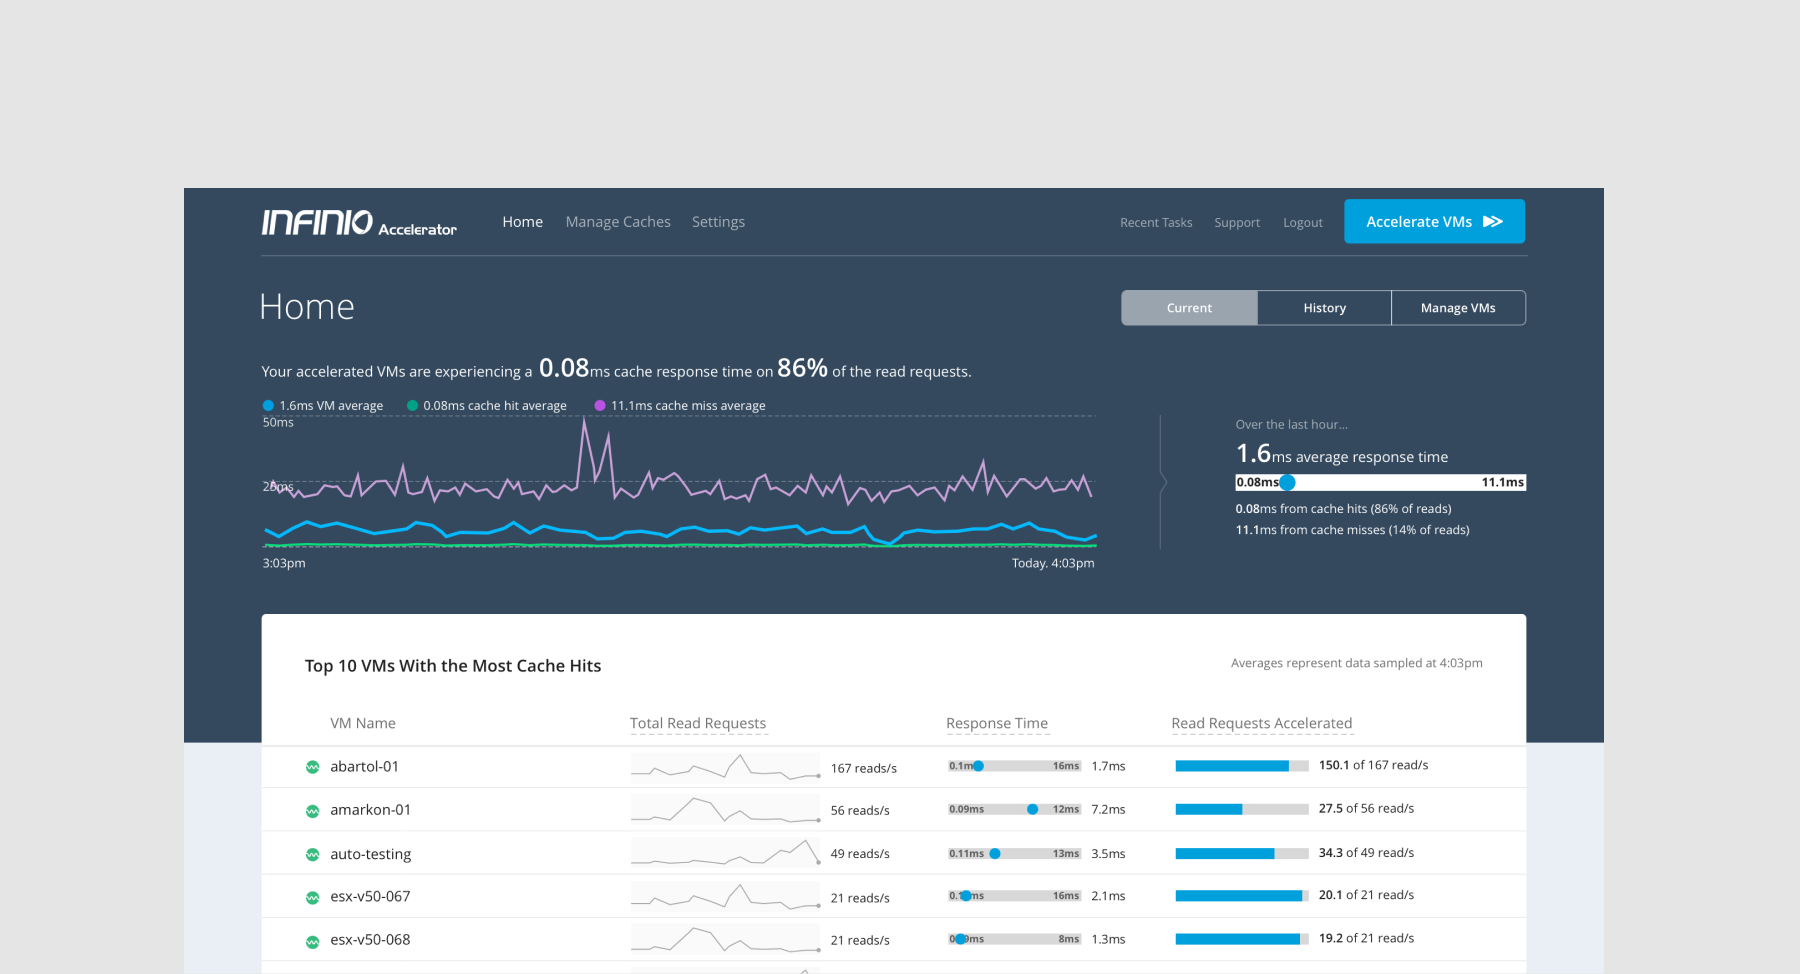 INFINIO Accelerator Home Manage Caches Settings Recent Tasks Support Logout Accelerate VMs
Home Current History Manage VMs
Your accelerated VMs are experiencing a 0.08ms cache response time on 86% of the read requests.
1.6ms VM average 0.08ms cache hit average 11.1ms cache miss average
50ms
25ms
3:03pm Today. 4:03pm
Over the last hour...
1.6ms average response time
0.08ms 11.1ms
0.08ms from cache hits (86% of reads)
11.1ms from cache misses (14% of reads)
Top 10 VMs With the Most Cache Hits Averages represent data sampled at 4:03pm
VM Name Total Read Requests Response Time Read Requests Accelerated
abartol-01 167 reads/s 0.1m 16ms 1.7ms 150.1 of 167 read/s
amarkon-01 56 reads/s 0.09ms 12ms 7.2ms 27.5 of 56 read/s
auto-testing 49 reads/s 0.11ms 13ms 3.5ms 34.3 of 49 read/s
esx-v50-067 21 reads/s 16ms 2.1ms 20.1 of 21 read/s
esx-v50-068 21 reads/s 8ms 1.3ms 19.2 of 21 read/s